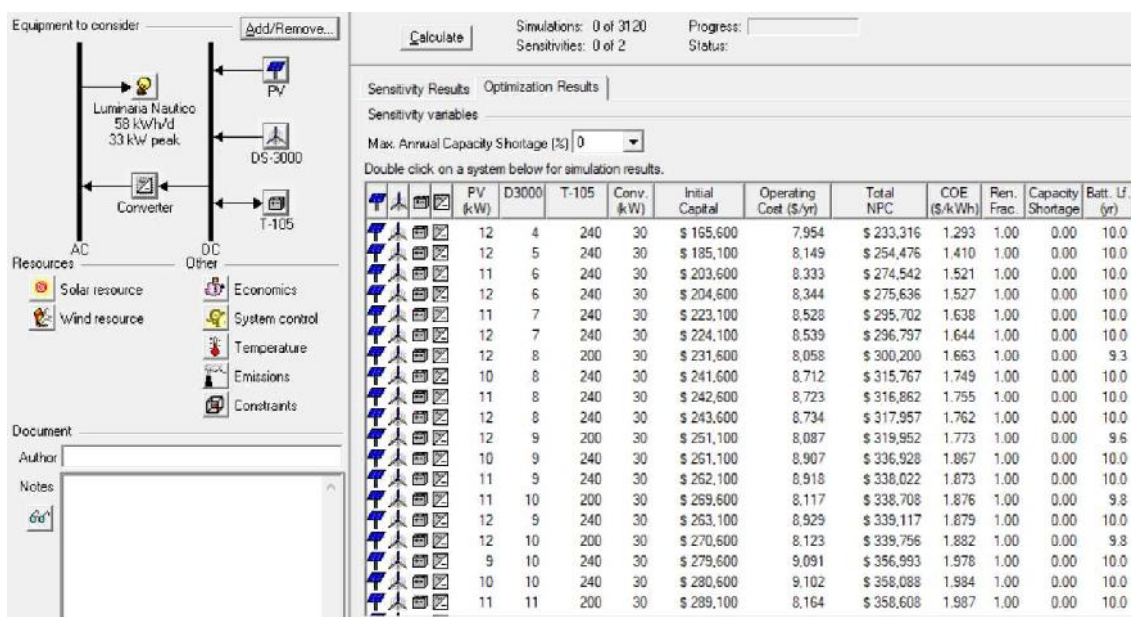 Equipment to consider
Add/Remove...
PV
Luminaria Nautico
58 kWh/d
33 kW peak
DS-3000
Converter
T-105
AC
DC
Resources
Other
Solar resource
Economics
Wind resource
System control
Temperature
Emissions
Constraints
Document
Author
Notes
Calculate
Simulations: 0 of 3120
Progress:
Sensitivities: 0 of 2
Status:
Sensitivity Results
Optimization Results
Sensitivity variables
Max. Annual Capacity Shortage (%) 0
Double click on a system below for simulation results.
PV (kW) D3000 T-105 Conv. (kW) Initial Capital Operating Cost ($/yr) Total NPC COE ($/kWh) Ren. Frac. Capacity Shortage Batt. Lf. (yr)
12 4 240 30 $ 165,600 7,954 $ 233,316 1.293 1.00 0.00 10.0
12 5 240 30 $ 185,100 8,149 $ 254,476 1.410 1.00 0.00 10.0
11 6 240 30 $ 203,600 8,333 $ 274,542 1.521 1.00 0.00 10.0
12 6 240 30 $ 204,600 8,344 $ 275,636 1.527 1.00 0.00 10.0
11 7 240 30 $ 223,100 8,528 $ 295,702 1.638 1.00 0.00 10.0
12 7 240 30 $ 224,100 8,539 $ 296,797 1.644 1.00 0.00 10.0
12 8 200 30 $ 231,600 8,058 $ 300,200 1.663 1.00 0.00 9.3
10 8 240 30 $ 241,600 8,712 $ 315,767 1.749 1.00 0.00 10.0
11 8 240 30 $ 242,600 8,723 $ 316,862 1.755 1.00 0.00 10.0
12 8 240 30 $ 243,600 8,734 $ 317,957 1.762 1.00 0.00 10.0
12 9 200 30 $ 251,100 8,087 $ 319,952 1.773 1.00 0.00 9.6
10 9 240 30 $ 261,100 8,907 $ 336,928 1.867 1.00 0.00 10.0
11 9 240 30 $ 262,100 8,918 $ 338,022 1.873 1.00 0.00 10.0
11 10 200 30 $ 269,600 8,117 $ 338,708 1.876 1.00 0.00 9.8
12 9 240 30 $ 263,100 8,929 $ 339,117 1.879 1.00 0.00 10.0
12 10 200 30 $ 270,600 8,123 $ 339,756 1.882 1.00 0.00 9.8
9 10 240 30 $ 279,600 9,091 $ 356,993 1.978 1.00 0.00 10.0
10 10 240 30 $ 280,600 9,102 $ 358,088 1.984 1.00 0.00 10.0
11 11 200 30 $ 289,100 8,164 $ 358,608 1.987 1.00 0.00 10.0